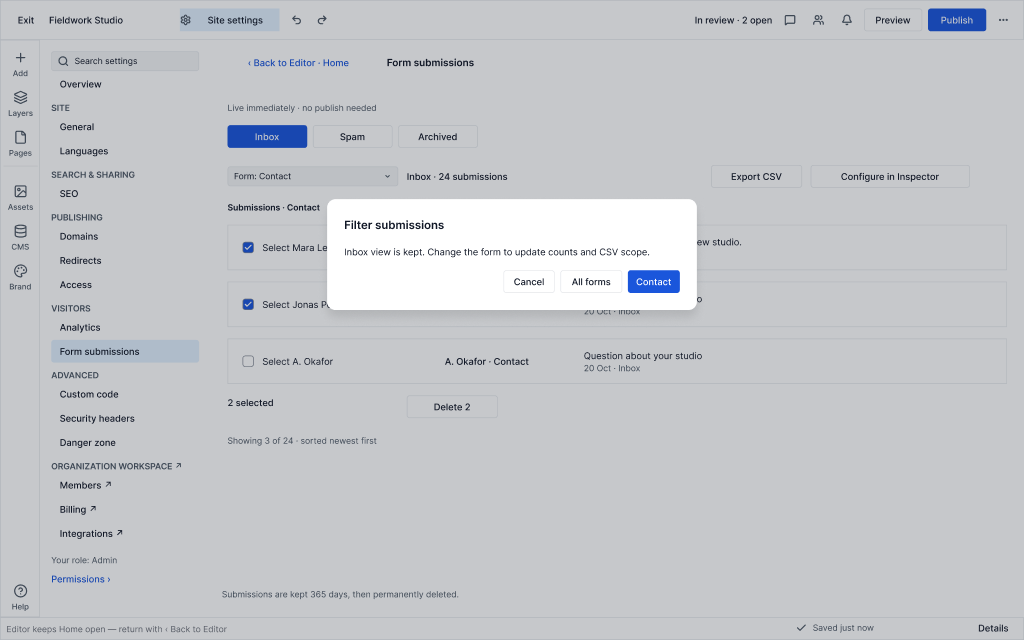 Exit
Fieldwork Studio
Site settings
In review · 2 open
Preview
Publish
Add
Layers
Pages
Assets
CMS
Brand
Help
Search settings
Overview
SITE
General
Languages
SEARCH & SHARING
SEO
PUBLISHING
Domains
Redirects
Access
VISITORS
Analytics
Form submissions
ADVANCED
Custom code
Security headers
Danger zone
ORGANIZATION WORKSPACE ↗
Members ↗
Billing ↗
Integrations ↗
Your role: Admin
Permissions ›
‹ Back to Editor · Home
Form submissions
Live immediately · no publish needed
Inbox
Spam
Archived
Form: Contact
Inbox · 24 submissions
Export CSV
Configure in Inspector
Submissions · Contact
Select Mara Le
ew studio.
Filter submissions
Inbox view is kept. Change the form to update counts and CSV scope.
Cancel
All forms
Contact
Select Jonas P
20 Oct · Inbox
Select A. Okafor
A. Okafor · Contact
Question about your studio
20 Oct · Inbox
2 selected
Delete 2
Showing 3 of 24 · sorted newest first
Submissions are kept 365 days, then permanently deleted.
Editor keeps Home open — return with ‹ Back to Editor
Saved just now
Details